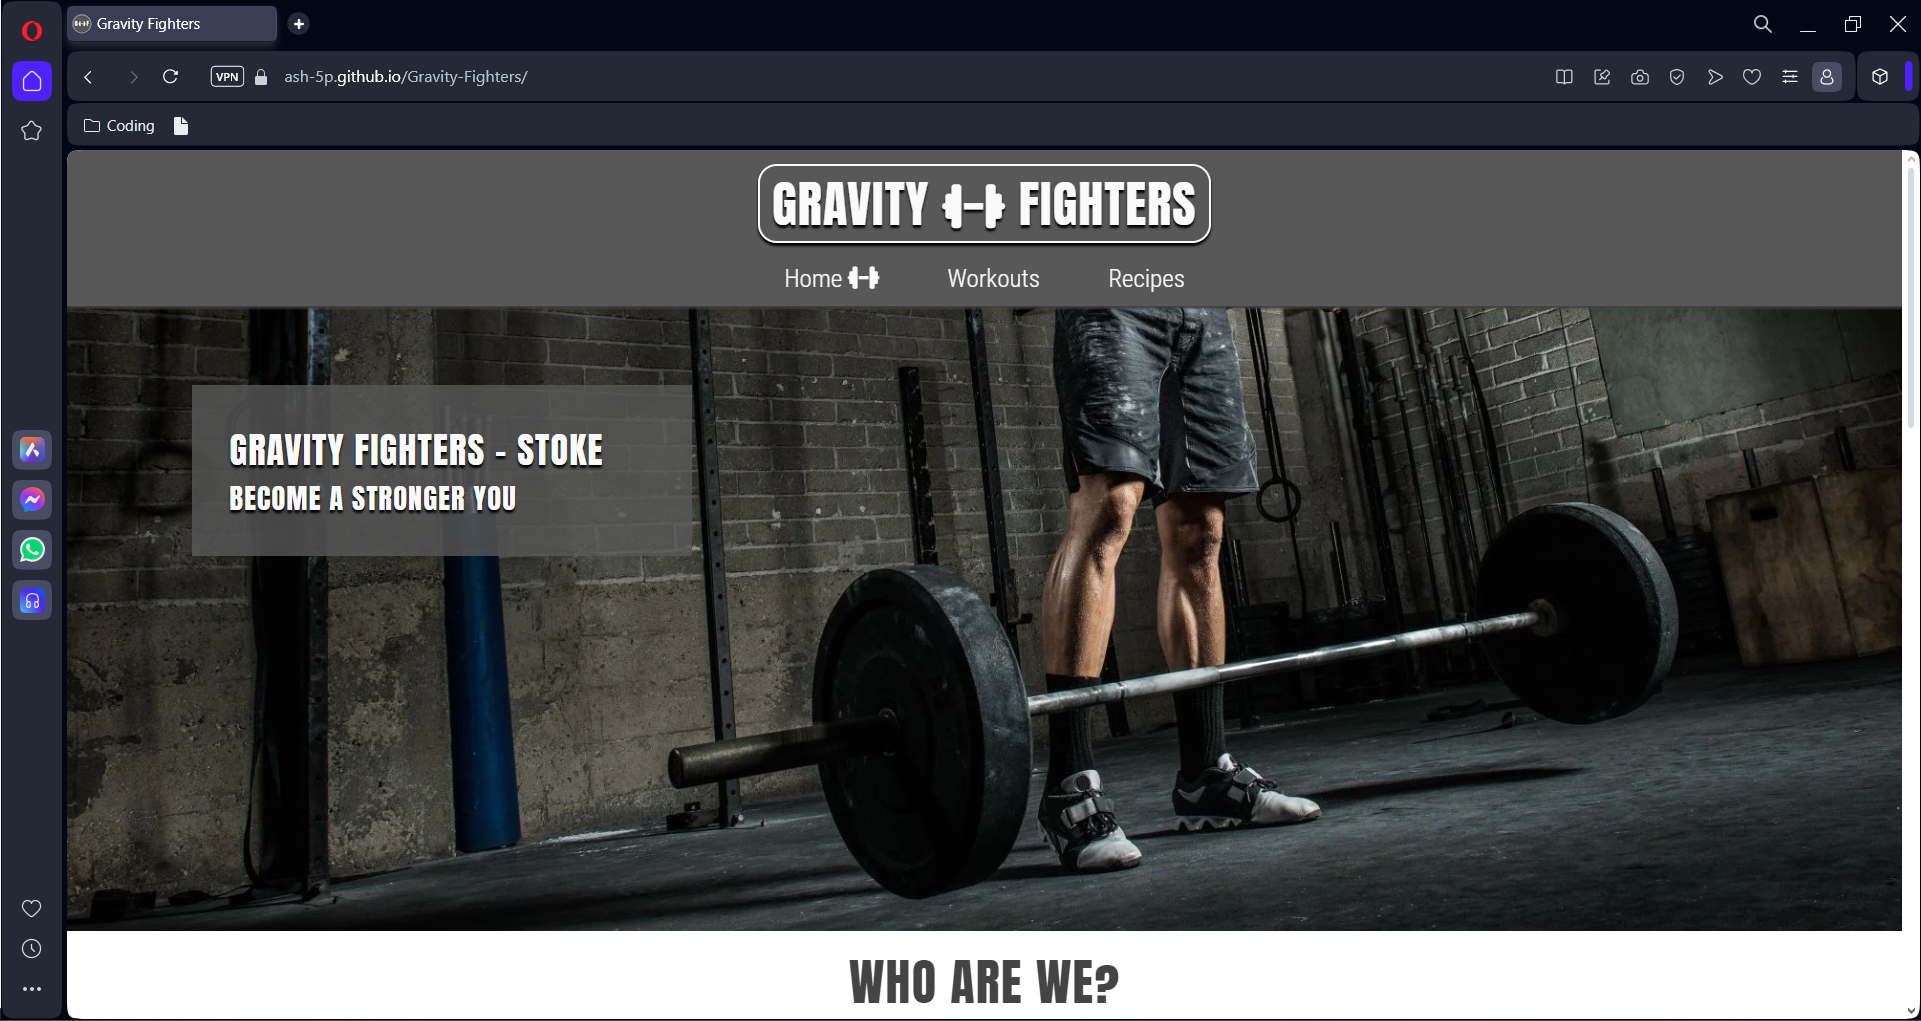 Gravity Fighters
VPN
ash-5p.github.io/Gravity-Fighters/
Coding
GRAVITY FIGHTERS
Home
Workouts
Recipes
GRAVITY FIGHTERS - STOKE
BECOME A STRONGER YOU
WHO ARE WE?